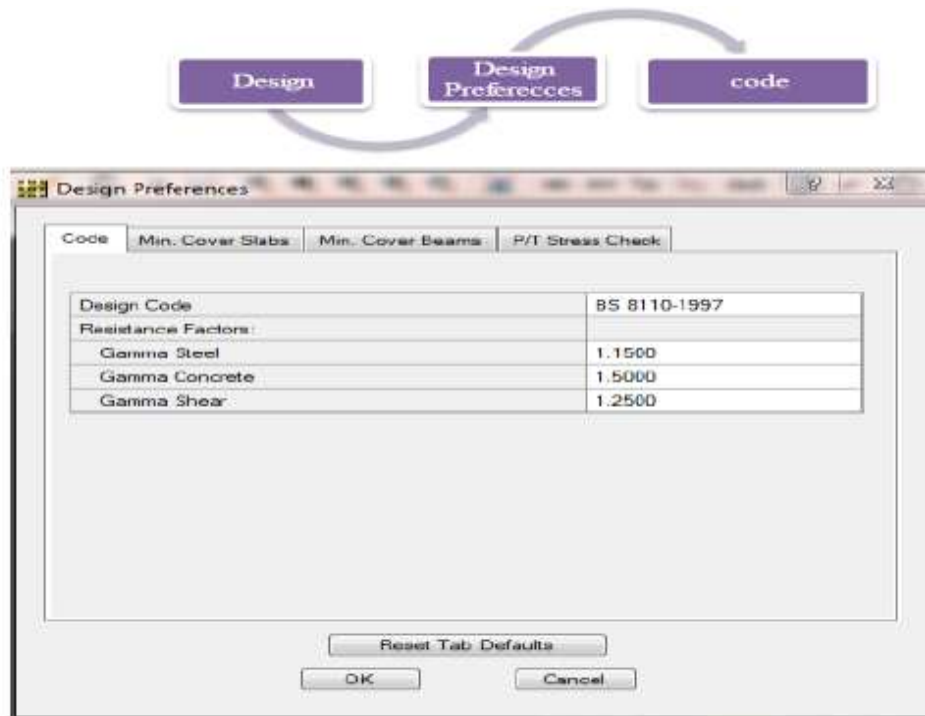 Design
Design
Preferecces
code
Design Preferences
Code Min. Cover Slabs Min. Cover Beams P/T Stress Check
Design Code BS 8110-1997
Resistance Factors:
Gamma Steel 1.1500
Gamma Concrete 1.5000
Gamma Shear 1.2500
Reset Tab Defaults
OK Cancel